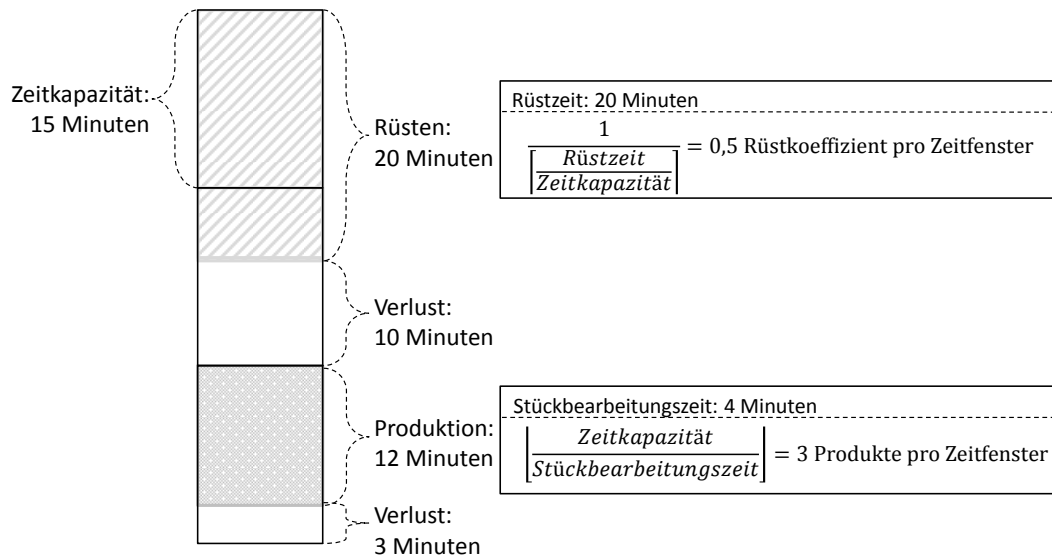 Zeitkapazität:
15 Minuten
Rüsten:
20 Minuten
Rüstzeit: 20 Minuten
1
⌈Rüstzeit
Zeitkapazität⌉ = 0,5 Rüstkoeffizient pro Zeitfenster
Verlust:
10 Minuten
Produktion:
12 Minuten
Stückbearbeitungszeit: 4 Minuten
⌊Zeitkapazität
Stückbearbeitungszeit⌋ = 3 Produkte pro Zeitfenster
Verlust:
3 Minuten